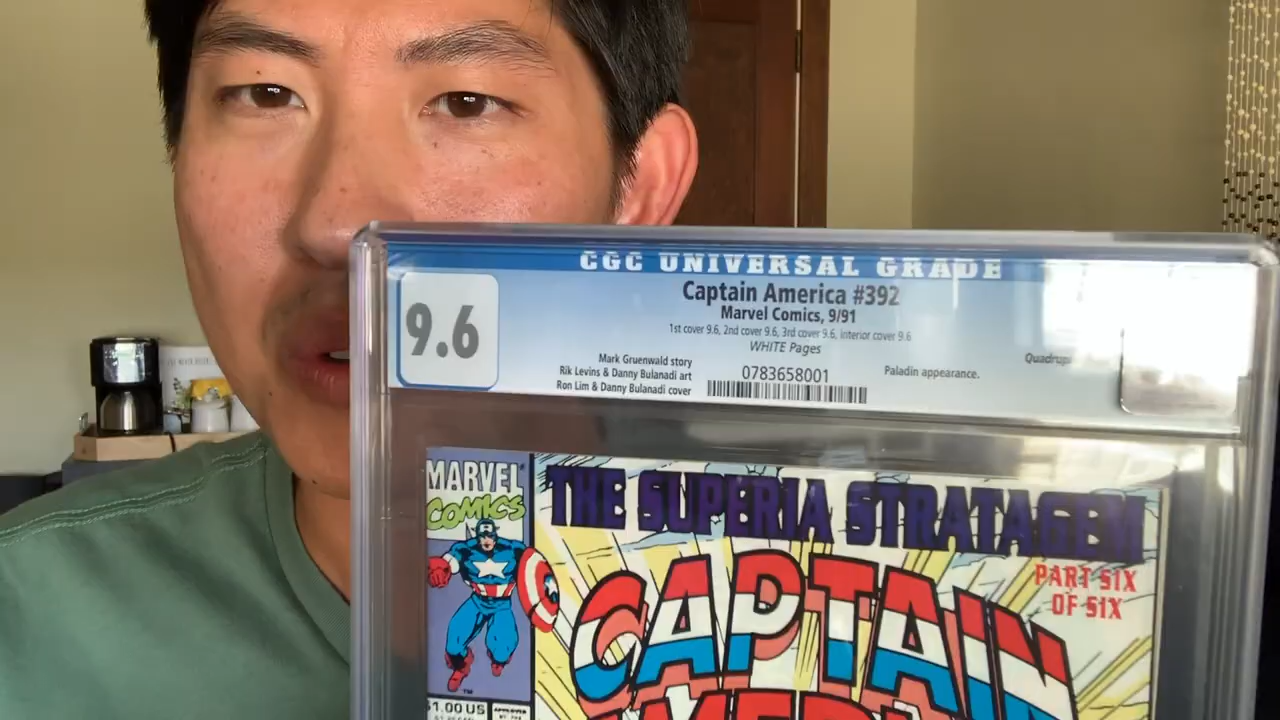 CGC UNIVERSAL GRADE
9.6
Captain America #392
Marvel Comics, 9/91
1st cover 9.6, 2nd cover 9.6, 3rd cover 9.6, Interior cover 9.6
WHITE Pages
Mark Gruenwald story
Rik Levins & Danny Bulanadi art
Ron Lim & Danny Bulanadi cover
0783658001
Paladin appearance.
MARVEL
COMICS
TM
$1.00 US
THE SUPERIA STRATAGEM
PART SIX
OF SIX
CAPTAIN